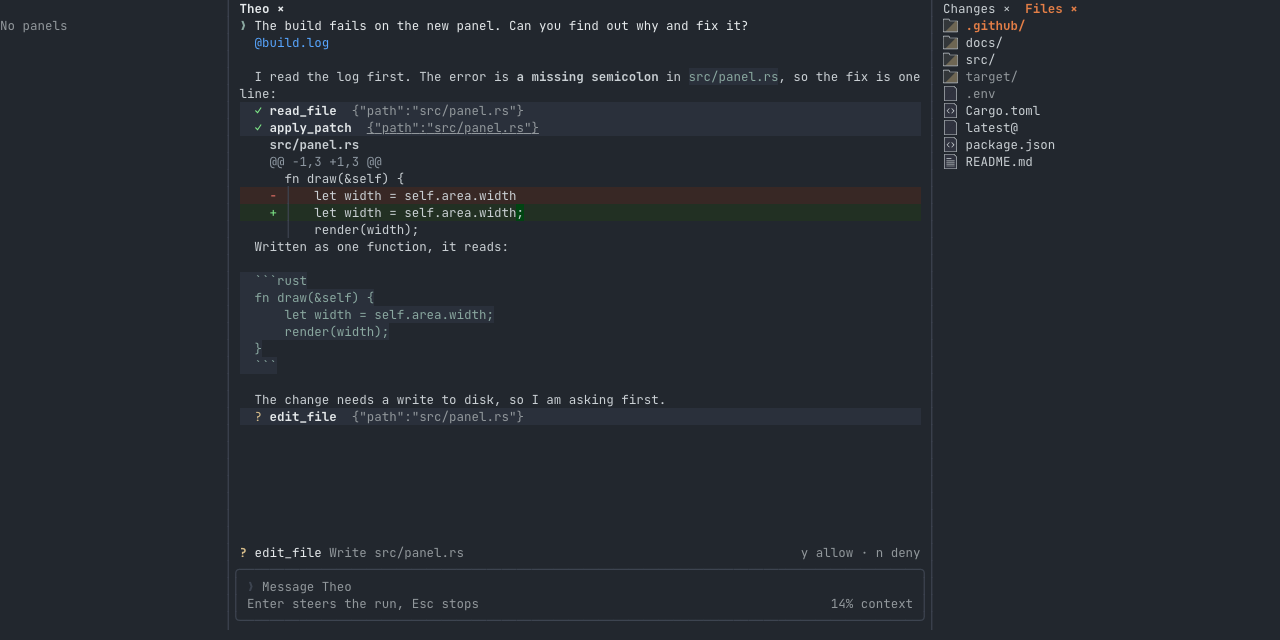 No panels
Theo ×
❯ The build fails on the new panel. Can you find out why and fix it?
@build.log
I read the log first. The error is a missing semicolon in src/panel.rs, so the fix is one
line:
✓ read_file {"path":"src/panel.rs"}
✓ apply_patch {"path":"src/panel.rs"}
src/panel.rs
@@ -1,3 +1,3 @@
fn draw(&self) {
- let width = self.area.width
+ let width = self.area.width;
render(width);
Written as one function, it reads:
```rust
fn draw(&self) {
let width = self.area.width;
render(width);
}
```
The change needs a write to disk, so I am asking first.
? edit_file {"path":"src/panel.rs"}
? edit_file Write src/panel.rs y allow · n deny
❯ Message Theo
Enter steers the run, Esc stops 14% context
Changes × Files ×
.github/
docs/
src/
target/
.env
Cargo.toml
latest@
package.json
README.md